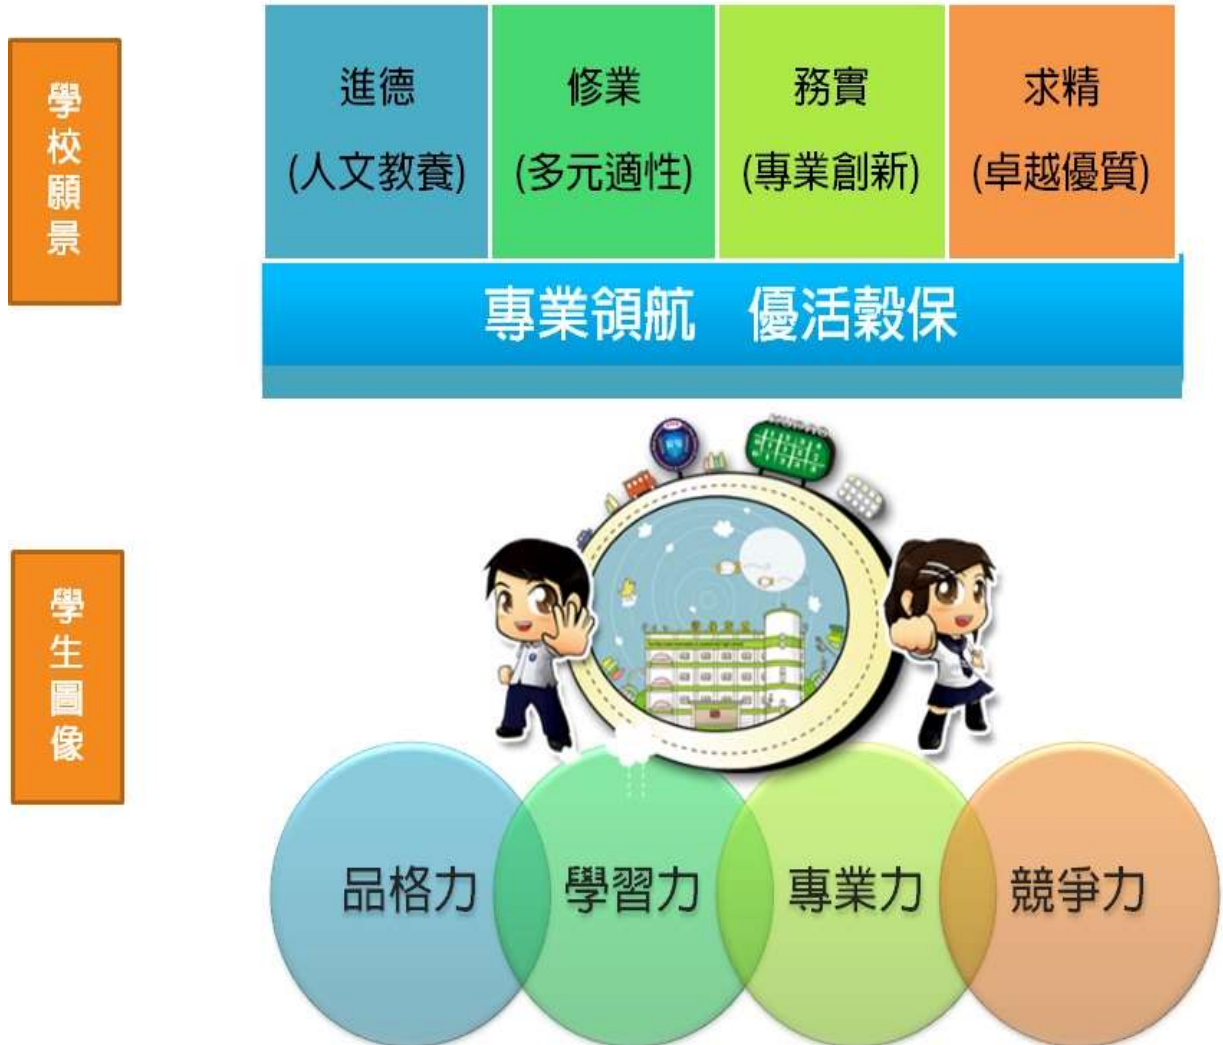 學校願景
進德
(人文教養)
修業
(多元適性)
務實
(專業創新)
求精
(卓越優質)
專業領航 優活穀保
學生圖像
品格力
學習力
專業力
競爭力